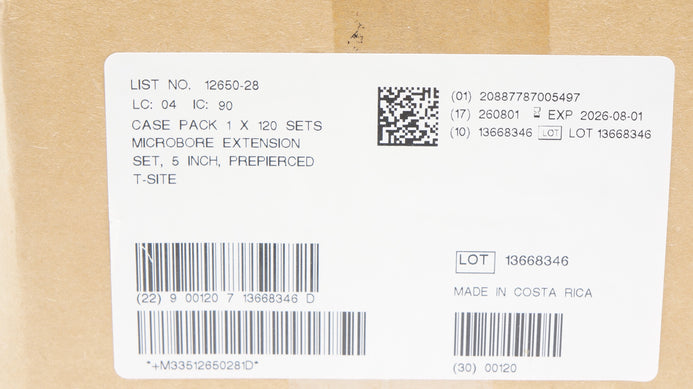 LIST NO. 12650-28
LC: 04 IC: 90
CASE PACK 1 X 120 SETS
MICROBORE EXTENSION
SET, 5 INCH, PREPIERCED
T-SITE
(01) 20887787005497
(17) 260801 EXP 2026-08-01
(10) 13668346 LOT LOT 13668346
(22) 9 00120 7 13668346 D
*+M33512650281D*
LOT 13668346
MADE IN COSTA RICA
(30) 00120